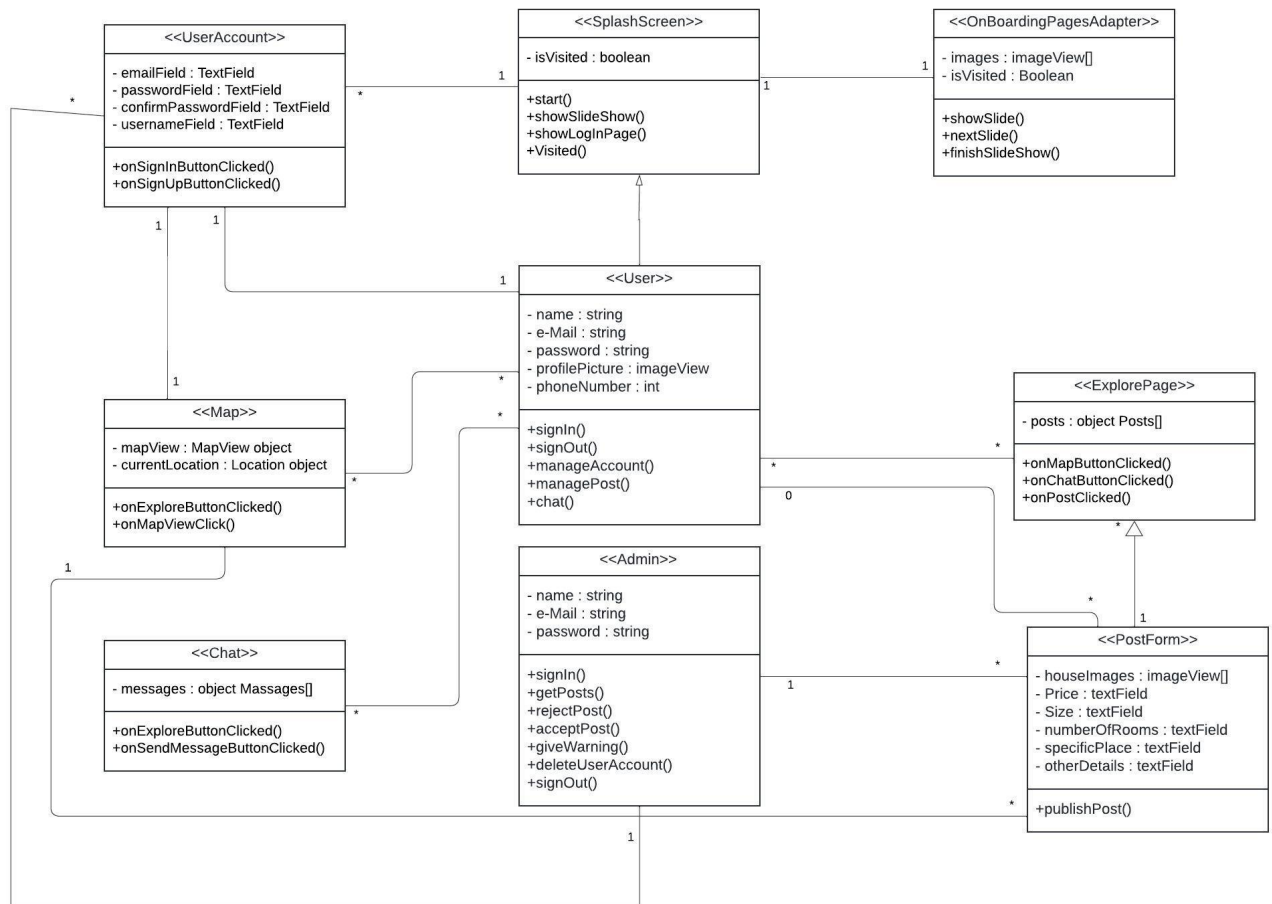 <<UserAccount>>
- emailField : TextField
- passwordField : TextField
- confirmPasswordField : TextField
- usernameField : TextField
+onSignInButtonClicked()
+onSignUpButtonClicked()
<<SplashScreen>>
- isVisited : boolean
+start()
+showSlideShow()
+showLogInPage()
+Visited()
<<OnBoardingPagesAdapter>>
- images : imageView[]
- isVisited : Boolean
+showSlide()
+nextSlide()
+finishSlideShow()
*
*
1
1
1
1
1
1
1
<<User>>
- name : string
- e-Mail : string
- password : string
- profilePicture : imageView
- phoneNumber : int
+signIn()
+signOut()
+manageAccount()
+managePost()
+chat()
*
*
*
*
0
<<Map>>
- mapView : MapView object
- currentLocation : Location object
+onExploreButtonClicked()
+onMapViewClick()
*
1
<<ExplorePage>>
- posts : object Posts[]
+onMapButtonClicked()
+onChatButtonClicked()
+onPostClicked()
*
1
*
<<Chat>>
- messages : object Massages[]
+onExploreButtonClicked()
+onSendMessageButtonClicked()
*
<<Admin>>
- name : string
- e-Mail : string
- password : string
+signIn()
+getPosts()
+rejectPost()
+acceptPost()
+giveWarning()
+deleteUserAccount()
+signOut()
1
*
1
<<PostForm>>
- houseImages : imageView[]
- Price : textField
- Size : textField
- numberOfRooms : textField
- specificPlace : textField
- otherDetails : textField
+publishPost()
*